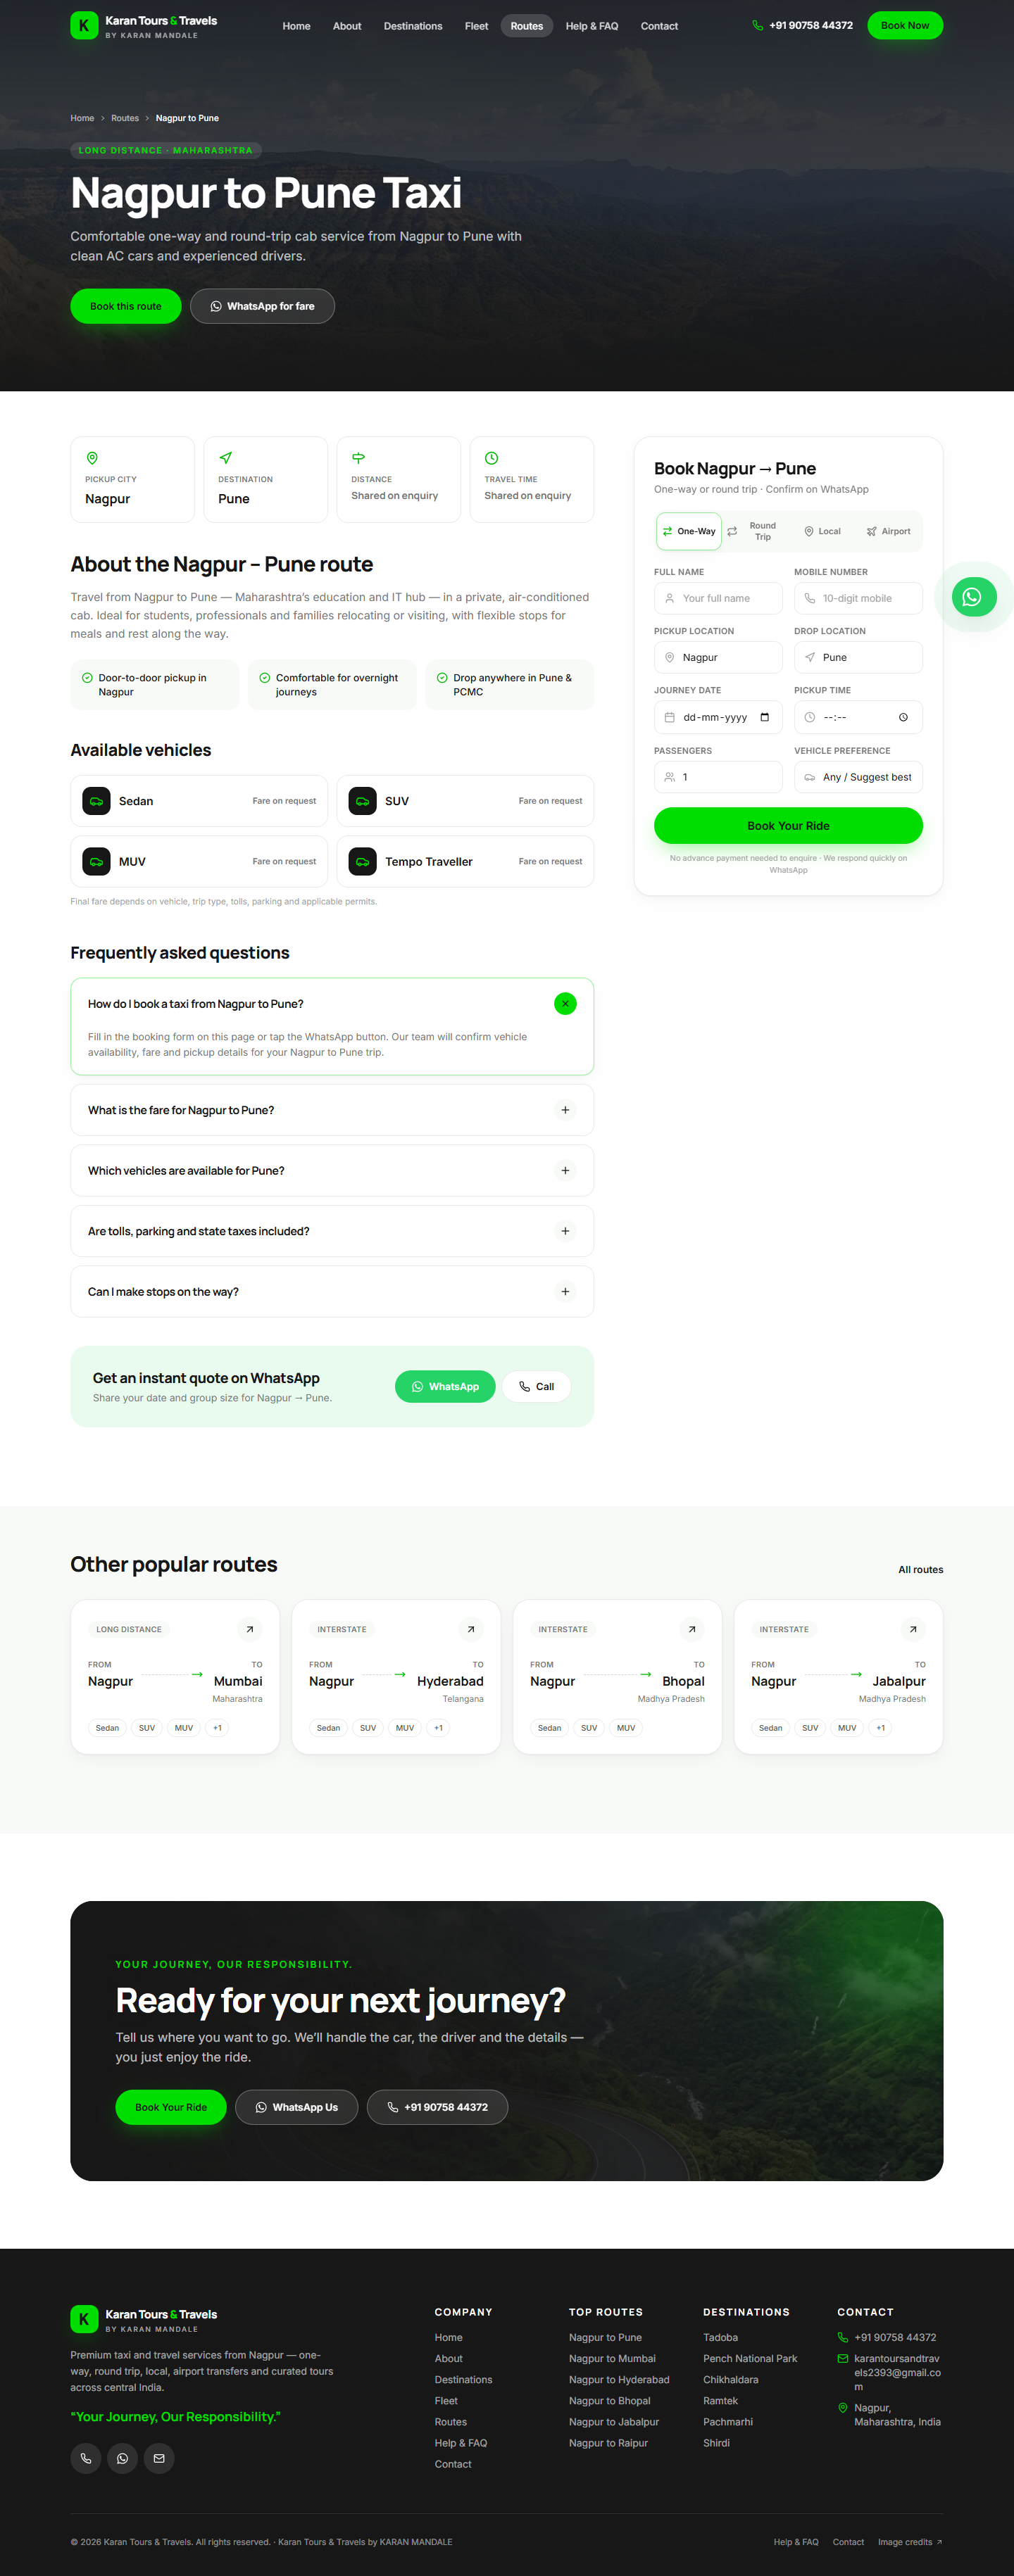 K
Karan Tours & Travels
BY KARAN MANDALE
Home
About
Destinations
Fleet
Routes
Help & FAQ
Contact
+91 90758 44372
Book Now
Home
Routes
Nagpur to Pune
LONG DISTANCE · MAHARASHTRA
Nagpur to Pune Taxi
Comfortable one-way and round-trip cab service from Nagpur to Pune with
clean AC cars and experienced drivers.
Book this route
WhatsApp for fare
PICKUP CITY
Nagpur
DESTINATION
Pune
DISTANCE
Shared on enquiry
TRAVEL TIME
Shared on enquiry
About the Nagpur – Pune route
Travel from Nagpur to Pune — Maharashtra’s education and IT hub — in a private, air-conditioned
cab. Ideal for students, professionals and families relocating or visiting, with flexible stops for
meals and rest along the way.
Door-to-door pickup in
Nagpur
Comfortable for overnight
journeys
Drop anywhere in Pune &
PCMC
Available vehicles
Sedan
Fare on request
SUV
Fare on request
MUV
Fare on request
Tempo Traveller
Fare on request
Final fare depends on vehicle, trip type, tolls, parking and applicable permits.
Frequently asked questions
How do I book a taxi from Nagpur to Pune?
Fill in the booking form on this page or tap the WhatsApp button. Our team will confirm vehicle
availability, fare and pickup details for your Nagpur to Pune trip.
What is the fare for Nagpur to Pune?
Which vehicles are available for Pune?
Are tolls, parking and state taxes included?
Can I make stops on the way?
Get an instant quote on WhatsApp
Share your date and group size for Nagpur → Pune.
WhatsApp
Call
Book Nagpur → Pune
One-way or round trip · Confirm on WhatsApp
One-Way
Round
Trip
Local
Airport
FULL NAME
Your full name
MOBILE NUMBER
10-digit mobile
PICKUP LOCATION
Nagpur
DROP LOCATION
Pune
JOURNEY DATE
dd-mm-yyyy
PICKUP TIME
--:--
PASSENGERS
1
VEHICLE PREFERENCE
Any / Suggest best
Book Your Ride
No advance payment needed to enquire · We respond quickly on
WhatsApp
Other popular routes
All routes
LONG DISTANCE
FROM
Nagpur
TO
Mumbai
Maharashtra
Sedan
SUV
MUV
+1
INTERSTATE
FROM
Nagpur
TO
Hyderabad
Telangana
Sedan
SUV
MUV
+1
INTERSTATE
FROM
Nagpur
TO
Bhopal
Madhya Pradesh
Sedan
SUV
MUV
INTERSTATE
FROM
Nagpur
TO
Jabalpur
Madhya Pradesh
Sedan
SUV
MUV
+1
YOUR JOURNEY, OUR RESPONSIBILITY.
Ready for your next journey?
Tell us where you want to go. We’ll handle the car, the driver and the details —
you just enjoy the ride.
Book Your Ride
WhatsApp Us
+91 90758 44372
K
Karan Tours & Travels
BY KARAN MANDALE
Premium taxi and travel services from Nagpur — one-
way, round trip, local, airport transfers and curated tours
across central India.
“Your Journey, Our Responsibility.”
COMPANY
Home
About
Destinations
Fleet
Routes
Help & FAQ
Contact
TOP ROUTES
Nagpur to Pune
Nagpur to Mumbai
Nagpur to Hyderabad
Nagpur to Bhopal
Nagpur to Jabalpur
Nagpur to Raipur
DESTINATIONS
Tadoba
Pench National Park
Chikhaldara
Ramtek
Pachmarhi
Shirdi
CONTACT
+91 90758 44372
karantoursandtrav
els2393@gmail.co
m
Nagpur,
Maharashtra, India
© 2026 Karan Tours & Travels. All rights reserved. · Karan Tours & Travels by KARAN MANDALE
Help & FAQ
Contact
Image credits